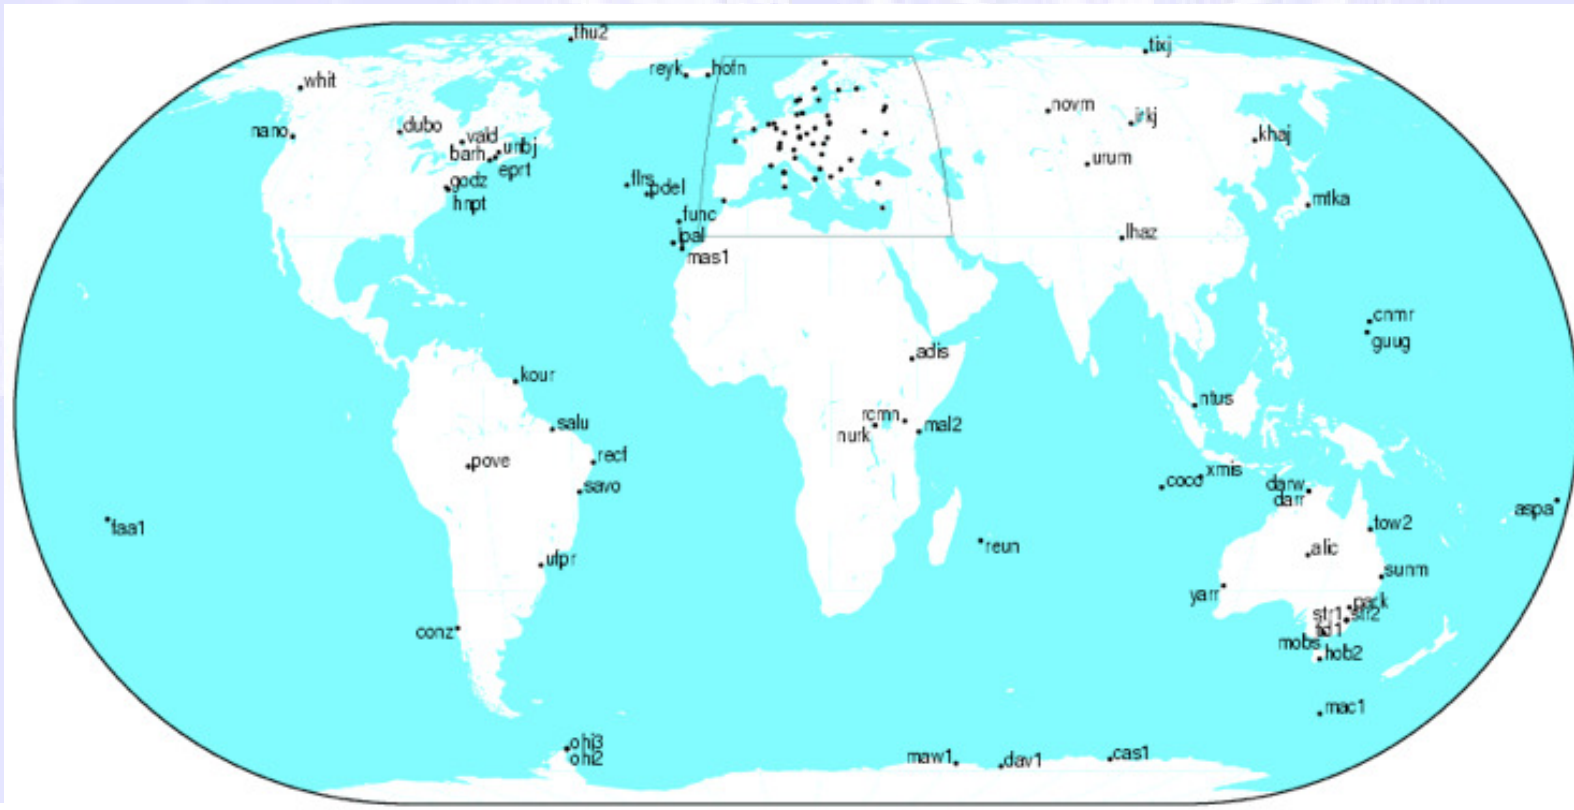 thu2
tixj
reyk
hofn
whit
novm
irkj
nano
dubo
vald
unbj
barh
eprt
khaj
urum
godz
hnpt
flrs
pdel
mtka
func
lpal
mas1
lhaz
cnmr
guug
adis
kour
ntus
rcmn
mal2
nurk
salu
recf
pove
savo
coco
xmis
darw
darr
aspa
faa1
tow2
reun
alic
ufpr
sunm
yarr
park
str1
str2
conz
tid1
mobs
hob2
mac1
ohi3
ohi2
maw1
dav1
cas1